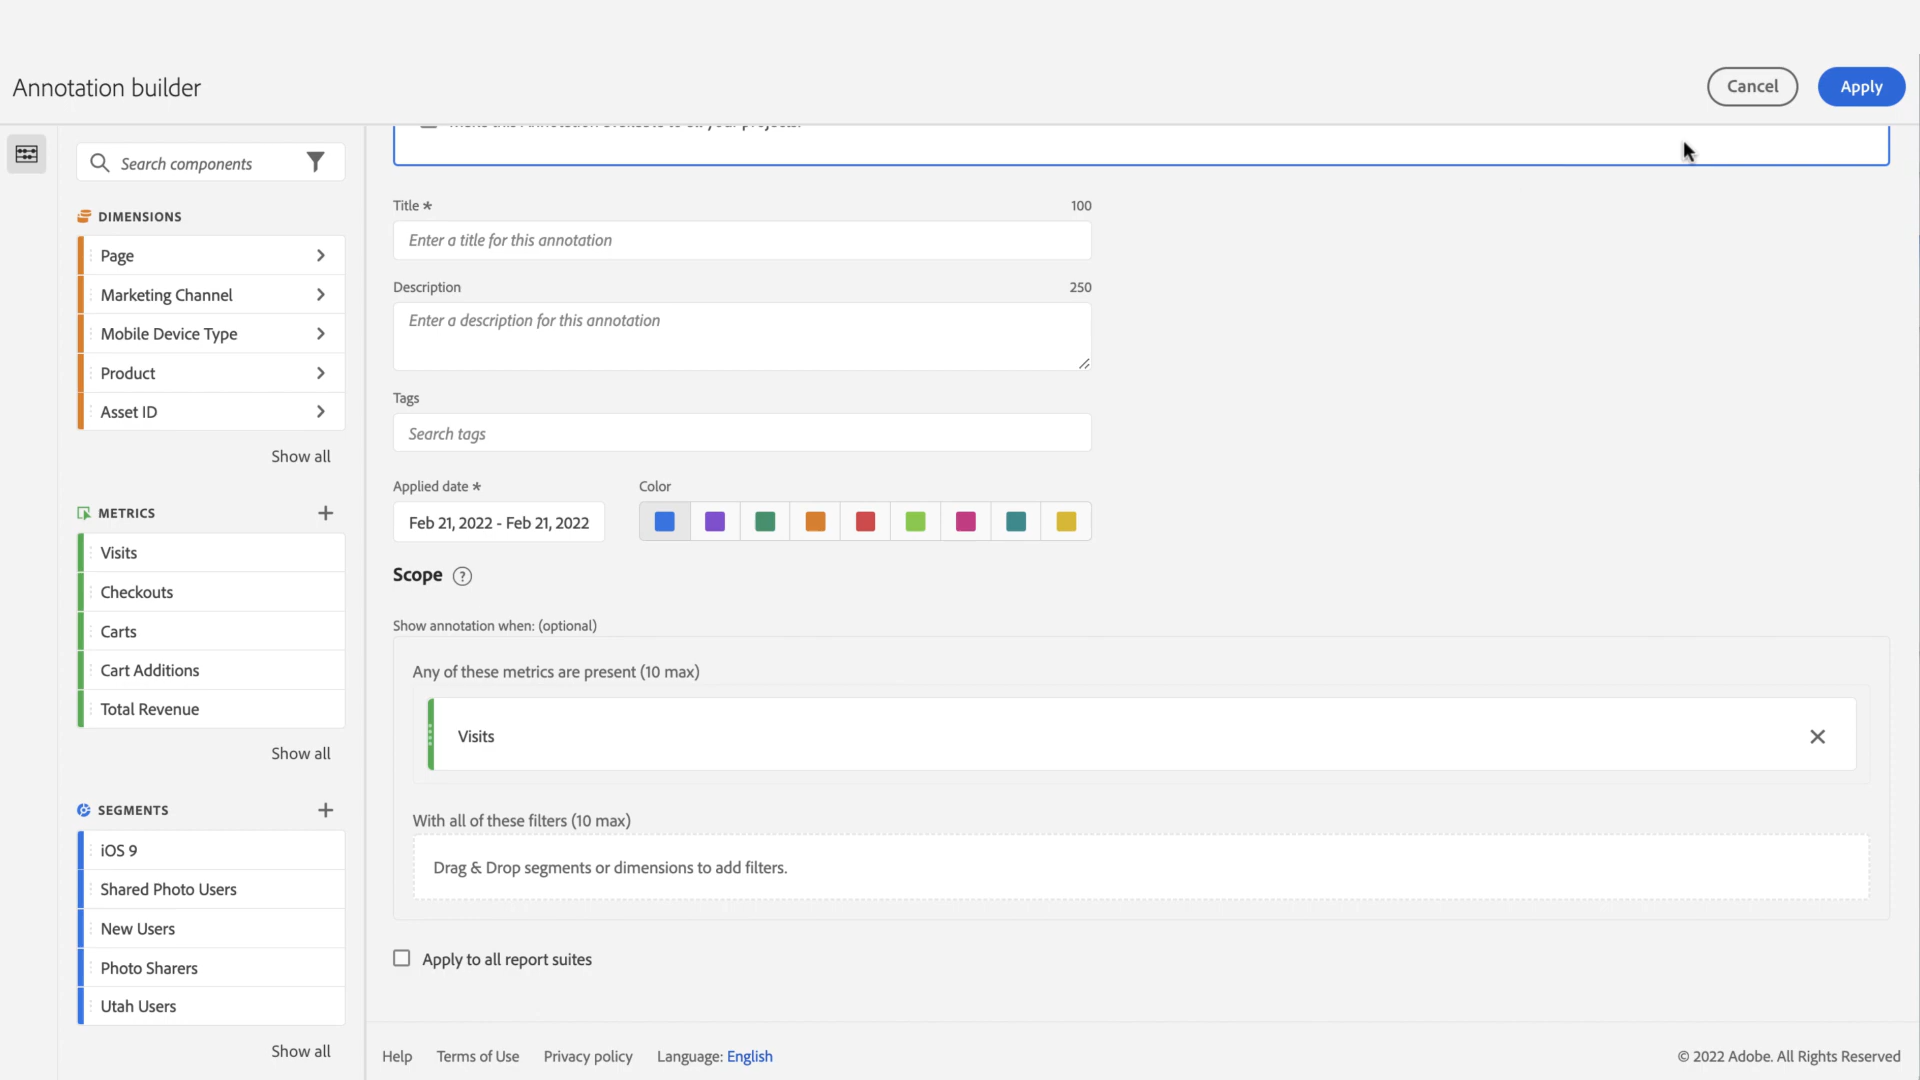 Annotation builder
Cancel
Apply
Search components
DIMENSIONS
Page
Marketing Channel
Mobile Device Type
Product
Asset ID
Show all
METRICS
Visits
Checkouts
Carts
Cart Additions
Total Revenue
Show all
SEGMENTS
iOS 9
Shared Photo Users
New Users
Photo Sharers
Utah Users
Show all
Title *
100
Enter a title for this annotation
Description
250
Enter a description for this annotation
Tags
Search tags
Applied date *
Color
Feb 21, 2022 - Feb 21, 2022
Scope ?
Show annotation when: (optional)
Any of these metrics are present (10 max)
Visits
With all of these filters (10 max)
Drag & Drop segments or dimensions to add filters.
Apply to all report suites
Help
Terms of Use
Privacy policy
Language: English
© 2022 Adobe. All Rights Reserved